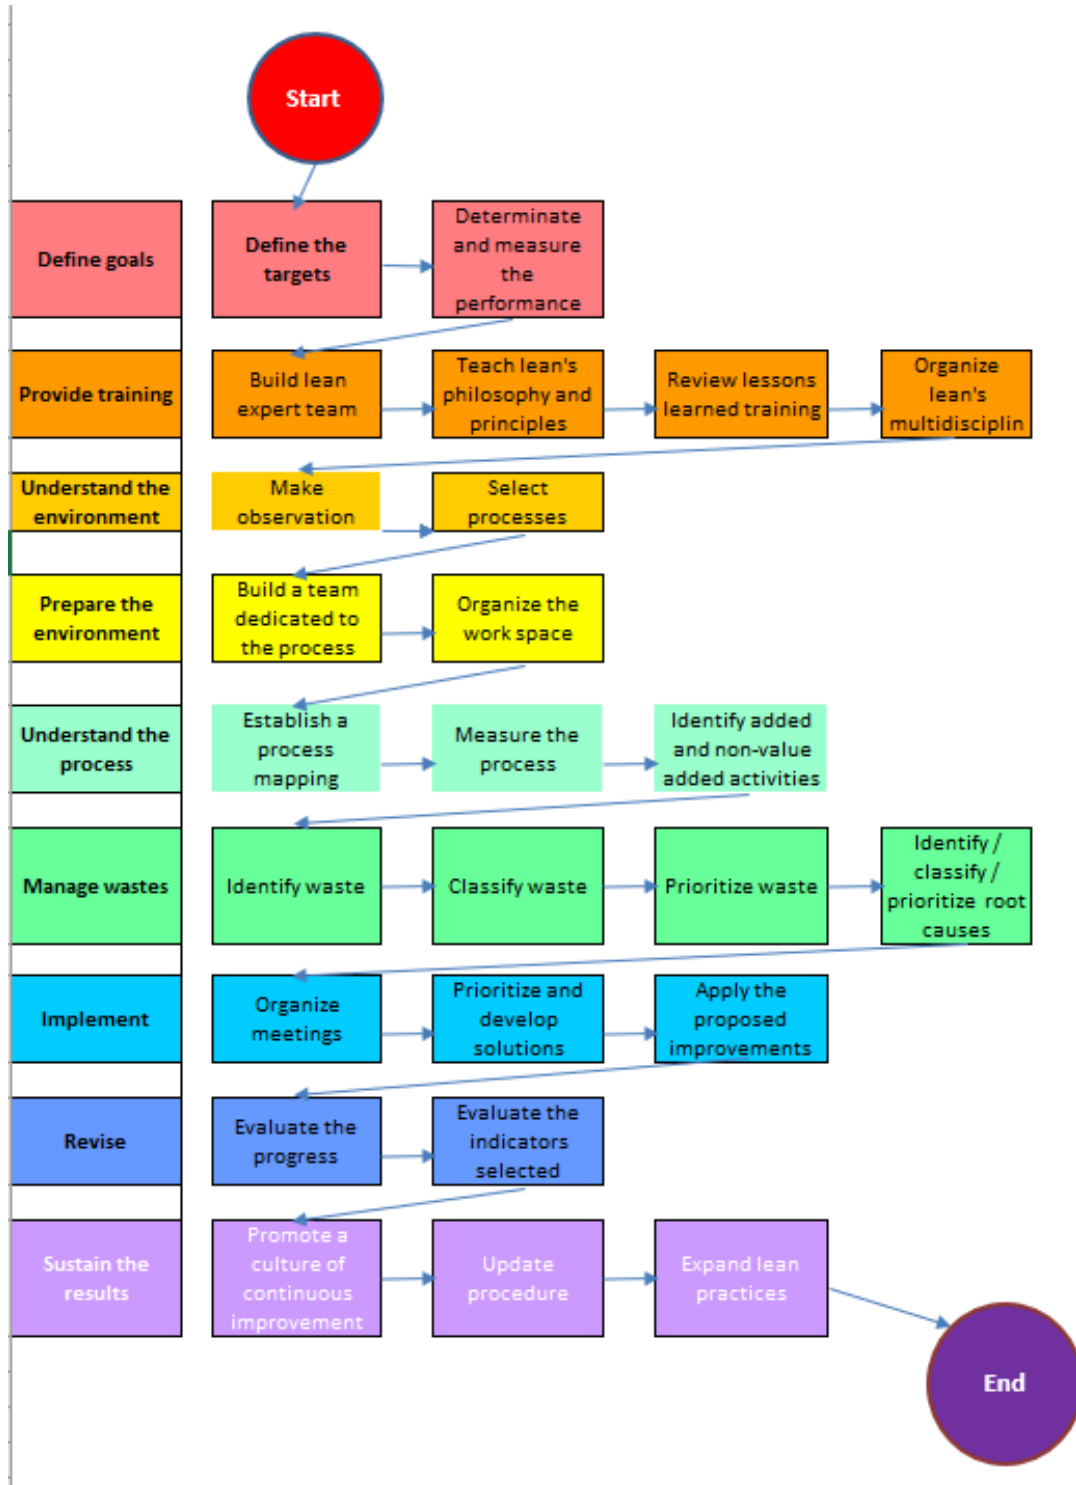 Start
Define goals
Define the
targets
Determinate
and measure
the
performance
Provide training
Build lean
expert team
Teach lean's
philosophy and
principles
Review lessons
learned training
Organize
lean's
multidisciplin
Understand the
environment
Make
observation
Select
processes
Prepare the
environment
Build a team
dedicated to
the process
Organize the
work space
Understand the
process
Establish a
process
mapping
Measure the
process
Identify added
and non-value
added activities
Manage wastes
Identify waste
Classify waste
Prioritize waste
Identify /
classify /
prioritize root
causes
Implement
Organize
meetings
Prioritize and
develop
solutions
Apply the
proposed
improvements
Revise
Evaluate the
progress
Evaluate the
indicators
selected
Sustain the
results
Promote a
culture of
continuous
improvement
Update
procedure
Expand lean
practices
End